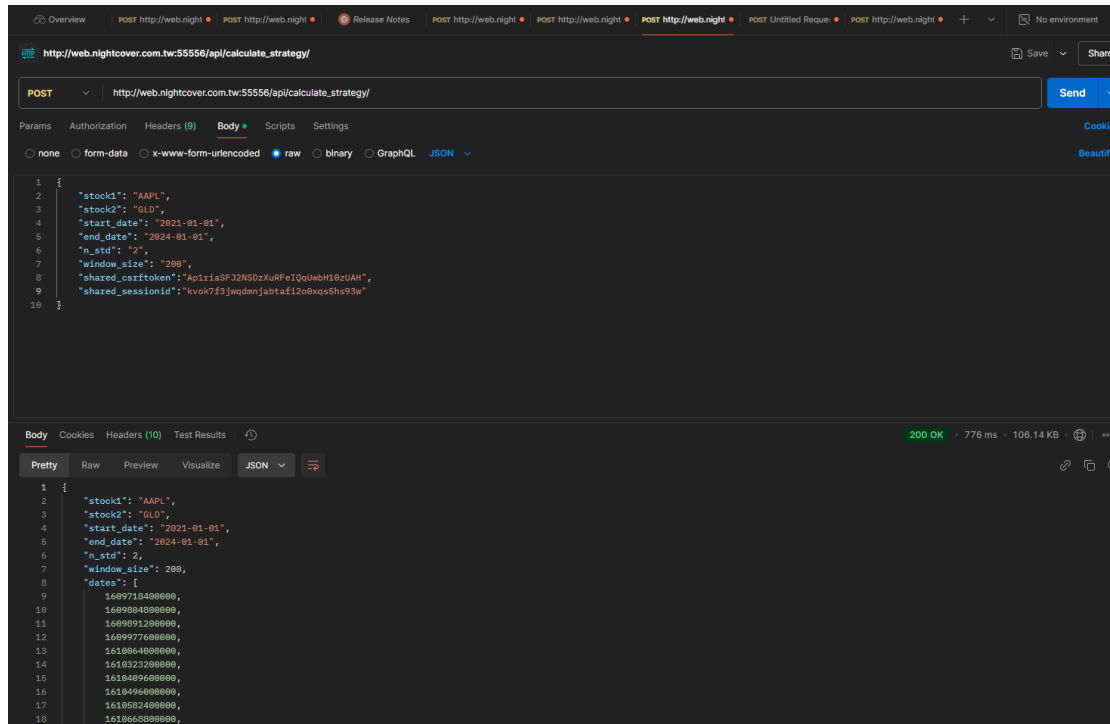 Overview POST http://web.night POST http://web.night Release Notes POST http://web.night POST http://web.night POST http://web.night POST Untitled Reque: POST http://web.night No environment
HTTP http://web.nightcover.com.tw:55556/api/calculate_strategy/ Save Share
POST http://web.nightcover.com.tw:55556/api/calculate_strategy/ Send
Params Authorization Headers (9) Body Scripts Settings Cooki
none form-data x-www-form-urlencoded raw binary GraphQL JSON Beautif
1 {
2 "stock1": "AAPL",
3 "stock2": "GLD",
4 "start_date": "2021-01-01",
5 "end_date": "2024-01-01",
6 "n_std": "2",
7 "window_size": "200",
8 "shared_csrftoken":"Ap1riaSFJ2NSDzXuRFeIQqUwbH10zUAH",
9 "shared_sessionid":"kvok7f3jwqdmnjabtafi2o0xqs5hs93w"
10 }
Body Cookies Headers (10) Test Results 200 OK 776 ms 106.14 KB
Pretty Raw Preview Visualize JSON
1 {
2 "stock1": "AAPL",
3 "stock2": "GLD",
4 "start_date": "2021-01-01",
5 "end_date": "2024-01-01",
6 "n_std": 2,
7 "window_size": 200,
8 "dates": [
9 1609718400000,
10 1609804800000,
11 1609891200000,
12 1609977600000,
13 1610064000000,
14 1610323200000,
15 1610409600000,
16 1610496000000,
17 1610582400000,
18 1610668800000,